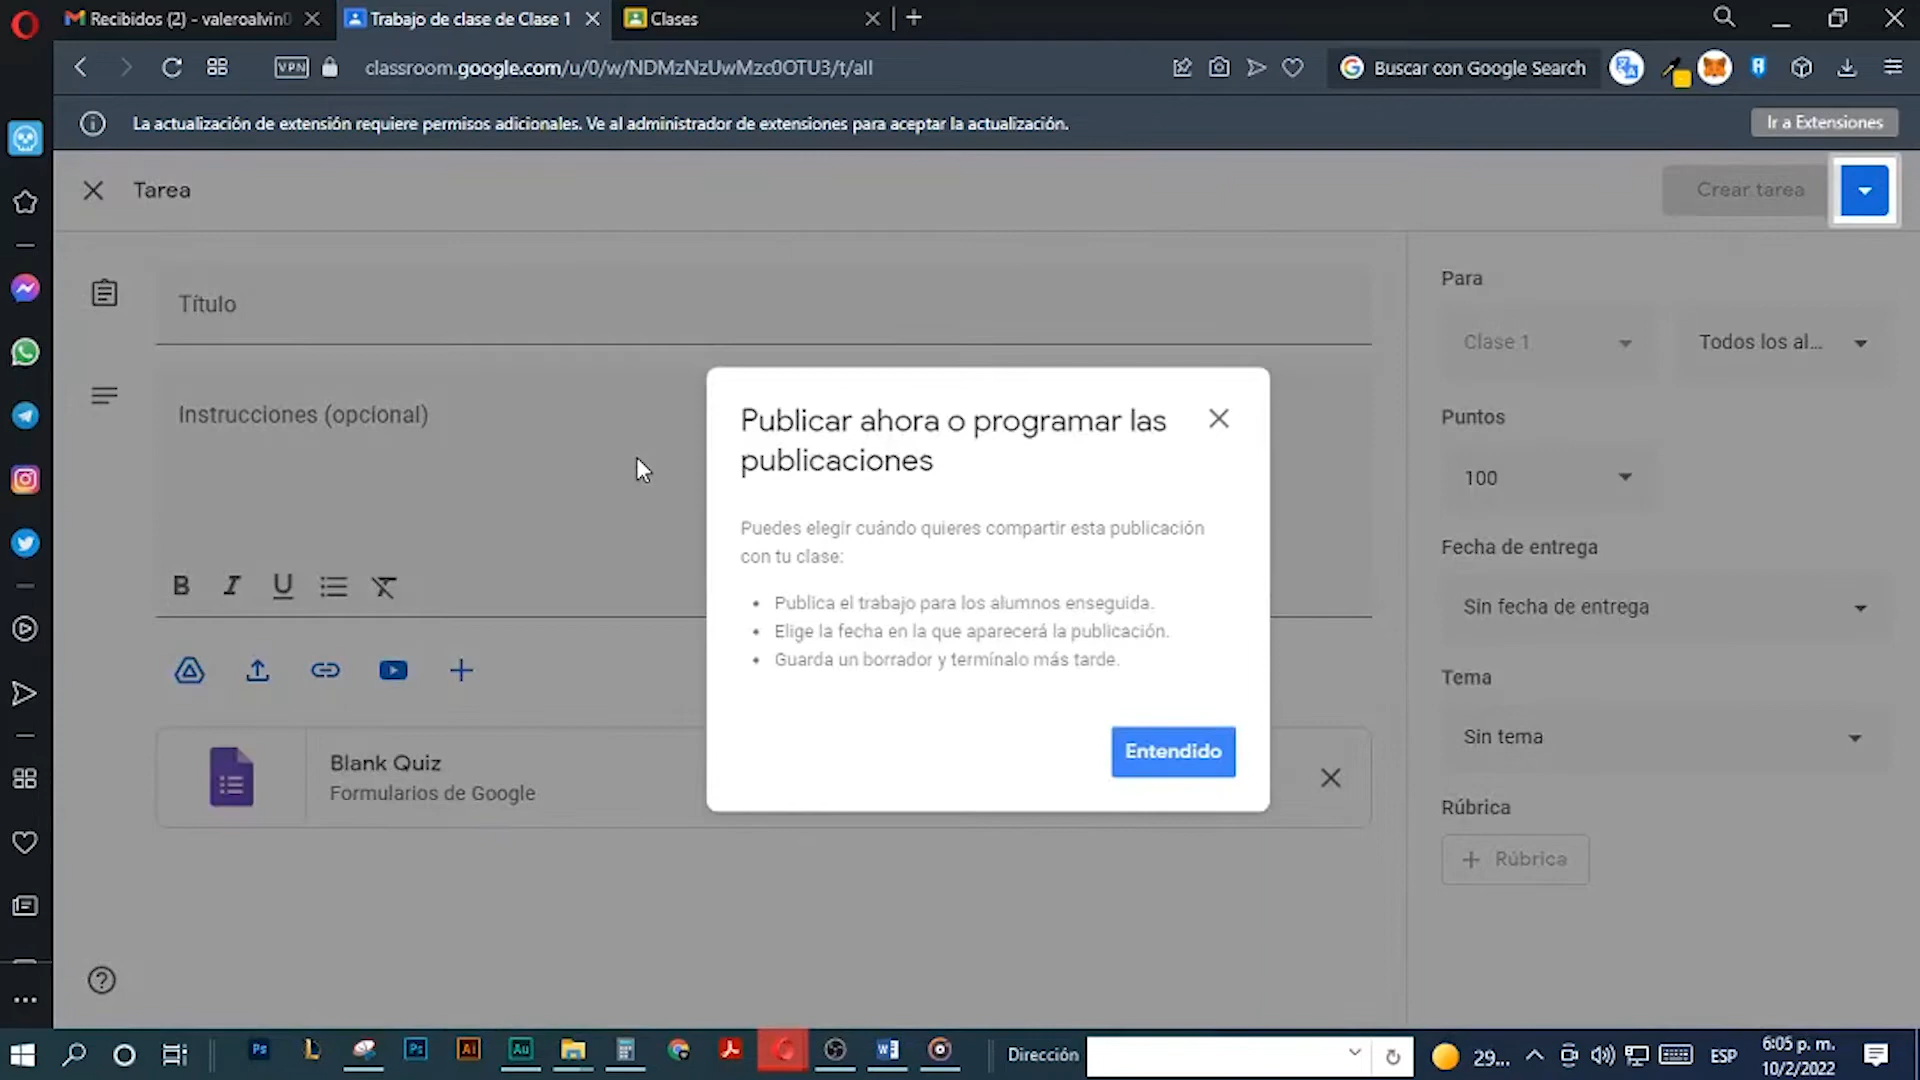 Recibidos (2) - valeroalvin0
Trabajo de clase de Clase 1
Clases
VPN
classroom.google.com/u/0/w/NDMzNzUwMzc0OTU3/t/all
Buscar con Google Search
La actualización de extensión requiere permisos adicionales. Ve al administrador de extensiones para aceptar la actualización.
Ir a Extensiones
Tarea
Crear tarea
Título
Instrucciones (opcional)
B I U
Blank Quiz
Formularios de Google
Publicar ahora o programar las
publicaciones
Puedes elegir cuándo quieres compartir esta publicación
con tu clase:
• Publica el trabajo para los alumnos enseguida.
• Elige la fecha en la que aparecerá la publicación.
• Guarda un borrador y termínalo más tarde.
Entendido
Para
Clase 1
Todos los al...
Puntos
100
Fecha de entrega
Sin fecha de entrega
Tema
Sin tema
Rúbrica
+ Rúbrica
Ps
Ps
Ai
Au
Dirección
29...
ESP
6:05 p. m.
10/2/2022